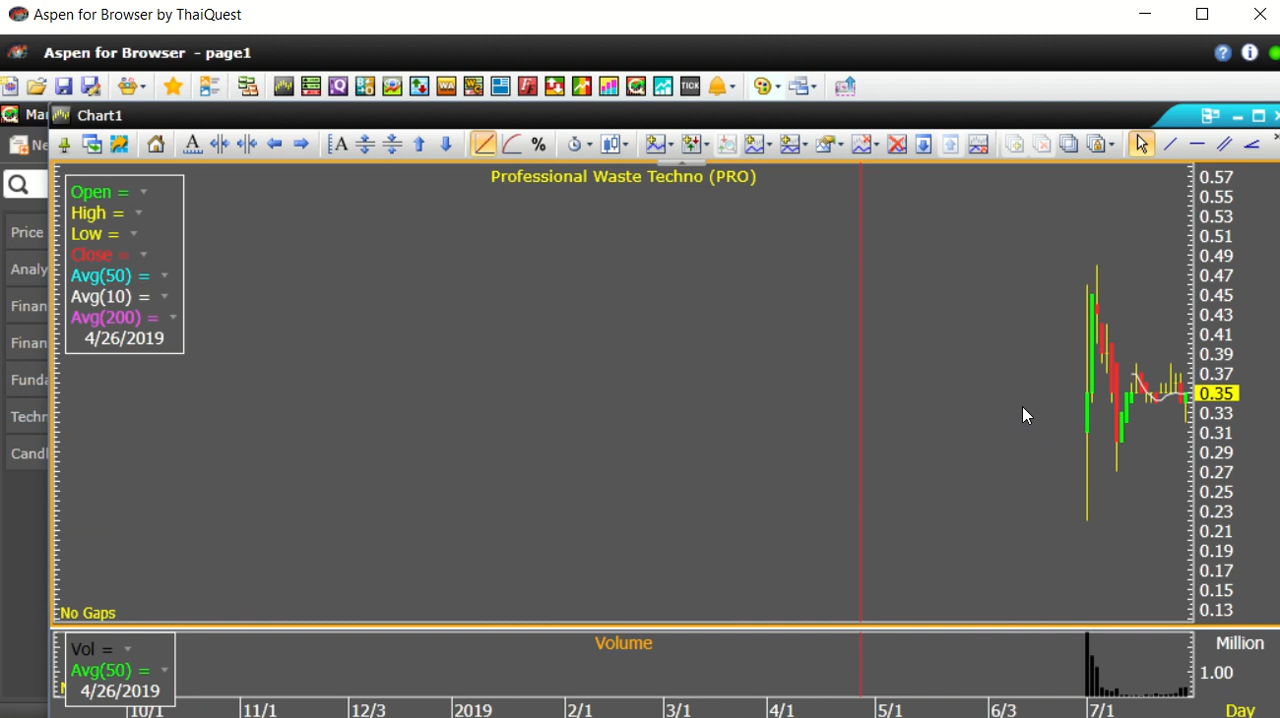 Aspen for Browser by ThaiQuest
Aspen for Browser - page1
TICK
Mar
Chart1
Ne
A
A
%
Price
Analy
Finan
Finan
Funda
Techn
Candl
Professional Waste Techno (PRO)
Open =
High =
Low =
Close =
Avg(50) =
Avg(10) =
Avg(200) =
4/26/2019
0.57
0.55
0.53
0.51
0.49
0.47
0.45
0.43
0.41
0.39
0.37
0.35
0.33
0.31
0.29
0.27
0.25
0.23
0.21
0.19
0.17
0.15
0.13
No Gaps
Volume
Vol =
Avg(50) =
4/26/2019
Million
1.00
10/1 11/1 12/3 2019 2/1 3/1 4/1 5/1 6/3 7/1 Day